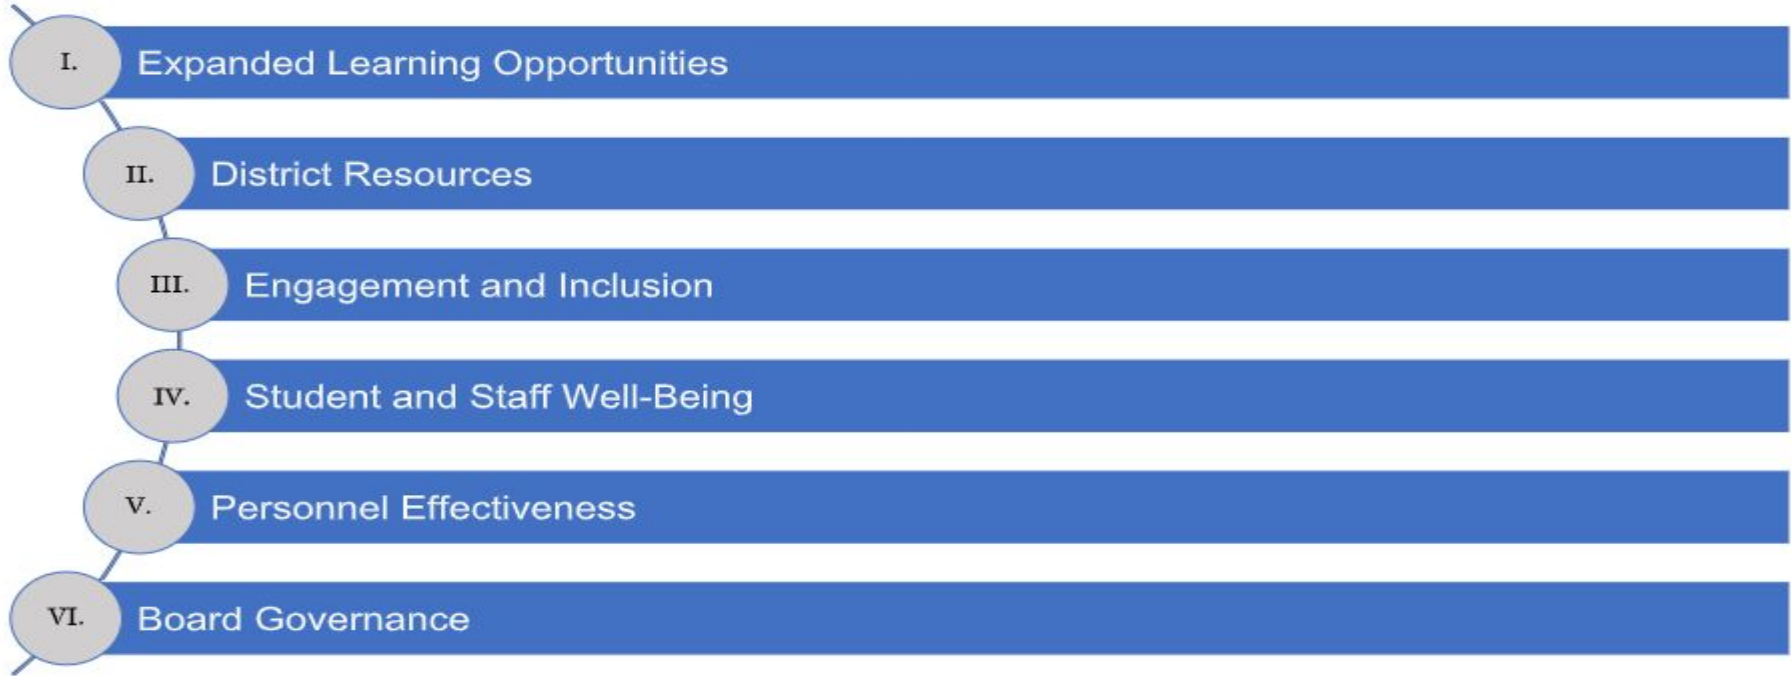 I. Expanded Learning Opportunities
II. District Resources
III. Engagement and Inclusion
IV. Student and Staff Well-Being
V. Personnel Effectiveness
VI. Board Governance